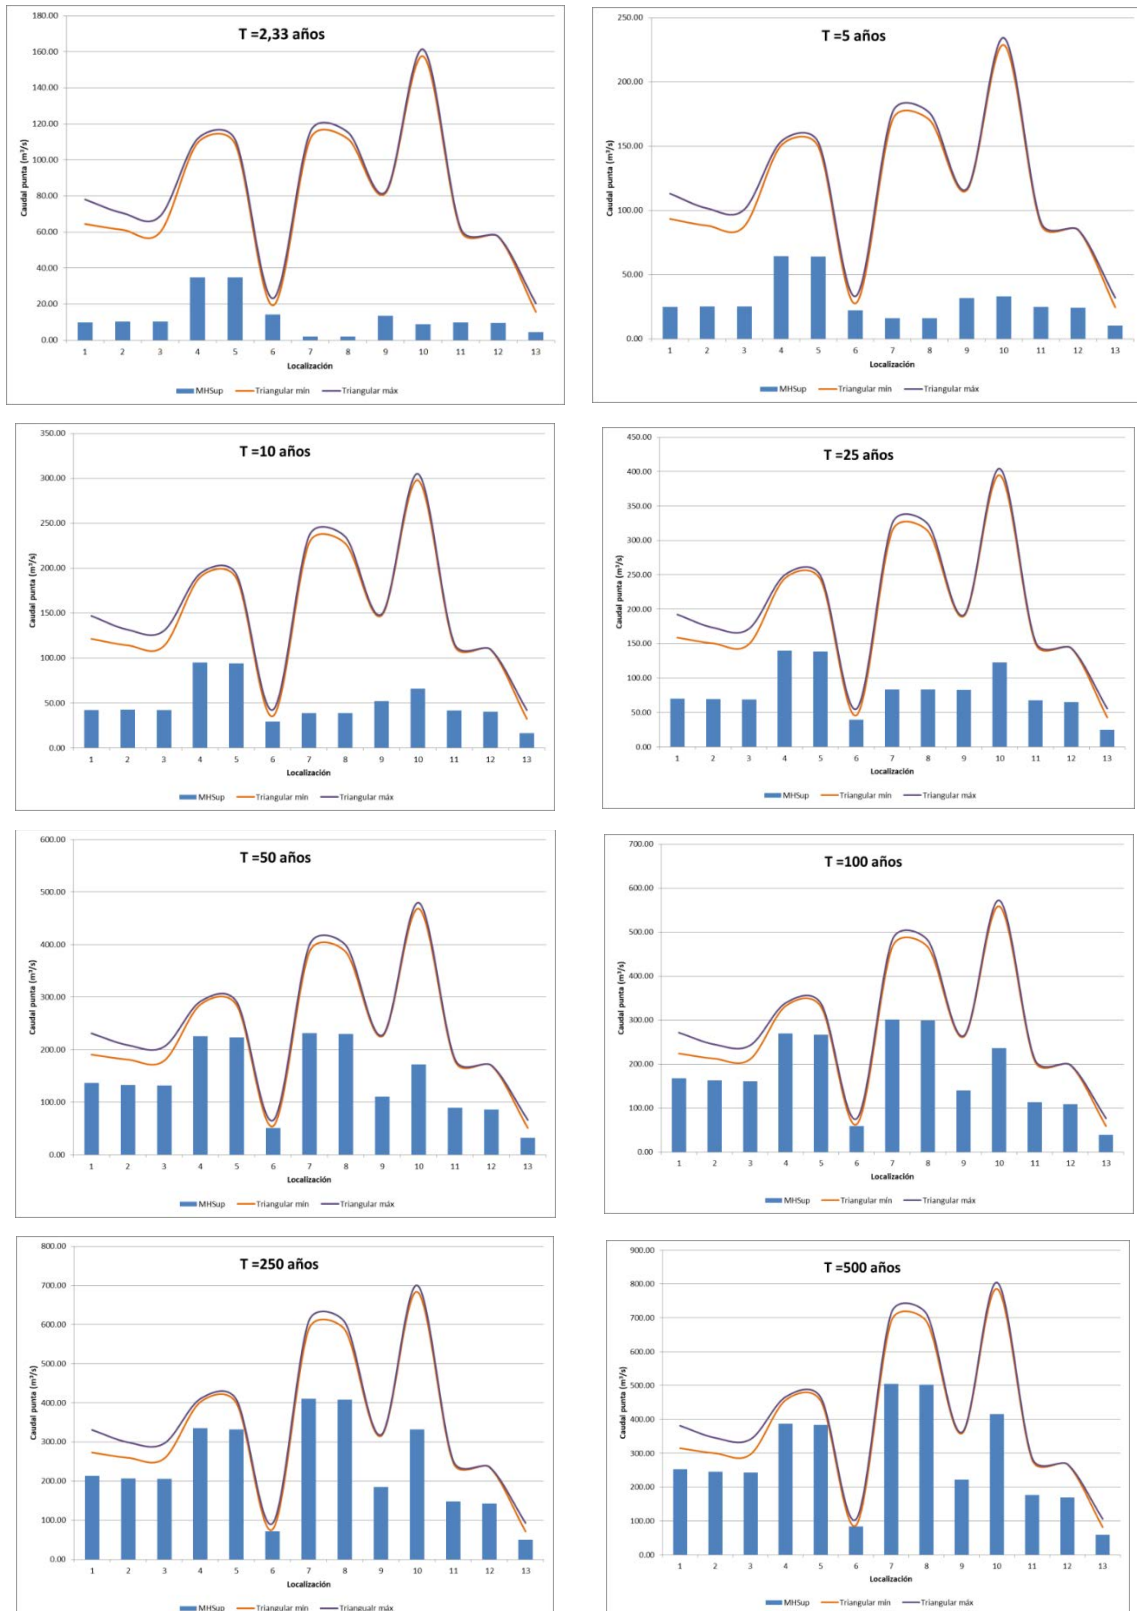 T =2,33 años
Caudal punta (m³/s)
180.00
160.00
140.00
120.00
100.00
80.00
60.00
40.00
20.00
0.00
1 2 3 4 5 6 7 8 9 10 11 12 13
Localización
MHSup Triangular mín Triangular máx
T =5 años
Caudal punta (m³/s)
250.00
200.00
150.00
100.00
50.00
0.00
1 2 3 4 5 6 7 8 9 10 11 12 13
Localización
MHSup Triangular mín Triangular máx
T =10 años
Caudal punta (m³/s)
350.00
300.00
250.00
200.00
150.00
100.00
50.00
0.00
1 2 3 4 5 6 7 8 9 10 11 12 13
Localización
MHSup Triangular mín Triangular máx
T =25 años
Caudal punta (m³/s)
450.00
400.00
350.00
300.00
250.00
200.00
150.00
100.00
50.00
0.00
1 2 3 4 5 6 7 8 9 10 11 12 13
Localización
MHSup Triangular mín Triangular máx
T =50 años
Caudal punta (m³/s)
600.00
500.00
400.00
300.00
200.00
100.00
0.00
1 2 3 4 5 6 7 8 9 10 11 12 13
Localización
MHSup Triangular mín Triangular máx
T =100 años
Caudal punta (m³/s)
700.00
600.00
500.00
400.00
300.00
200.00
100.00
0.00
1 2 3 4 5 6 7 8 9 10 11 12 13
Localización
MHSup Triangular mín Triangular máx
T =250 años
Caudal punta (m³/s)
800.00
700.00
600.00
500.00
400.00
300.00
200.00
100.00
0.00
1 2 3 4 5 6 7 8 9 10 11 12 13
Localización
MHSup Triangular mín Triangualr máx
T =500 años
Caudal punta (m³/s)
900.00
800.00
700.00
600.00
500.00
400.00
300.00
200.00
100.00
0.00
1 2 3 4 5 6 7 8 9 10 11 12 13
Localización
MHSup Triangular mín Triangular máx